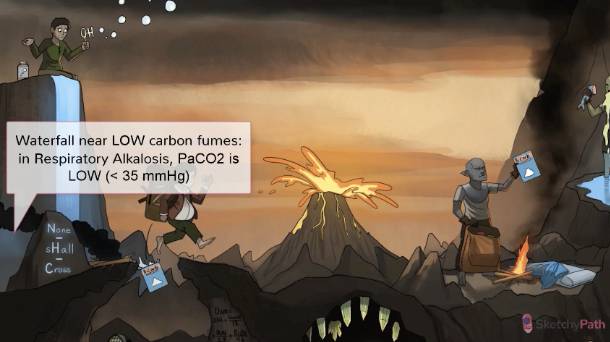 OH
Waterfall near LOW carbon fumes:
in Respiratory Alkalosis, PaCO2 is
LOW (< 35 mmHg)
None
sHall
Cross
SketchyPath